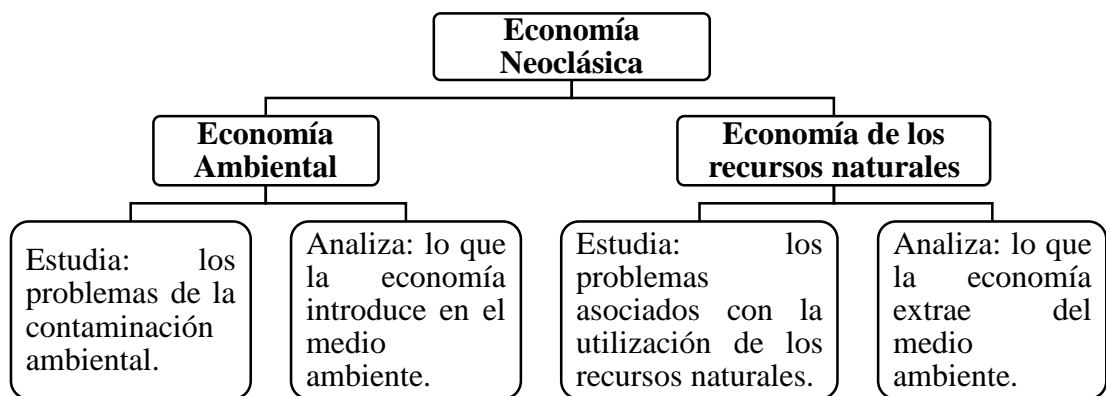 Economía
Neoclásica
Economía
Ambiental
Economía de los
recursos naturales
Estudia: los
problemas de la
contaminación
ambiental.
Analiza: lo que
la economía
introduce en el
medio
ambiente.
Estudia: los
problemas
asociados con la
utilización de los
recursos naturales.
Analiza: lo que
la economía
extrae del
medio
ambiente.